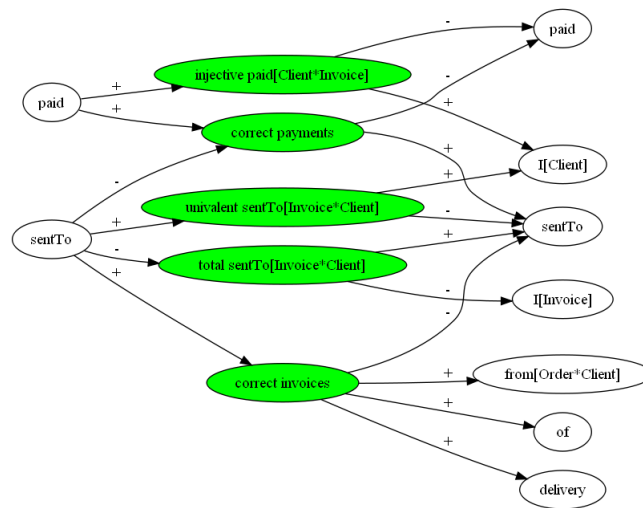 -
paid
+
injective paid[Client*Invoice]
-
paid
+
+
correct payments
+
I[Client]
-
+
univalent sentTo[Invoice*Client]
-
sentTo
+
sentTo
-
total sentTo[Invoice*Client]
+
+
-
I[Invoice]
-
correct invoices
+
from[Order*Client]
+
of
+
delivery